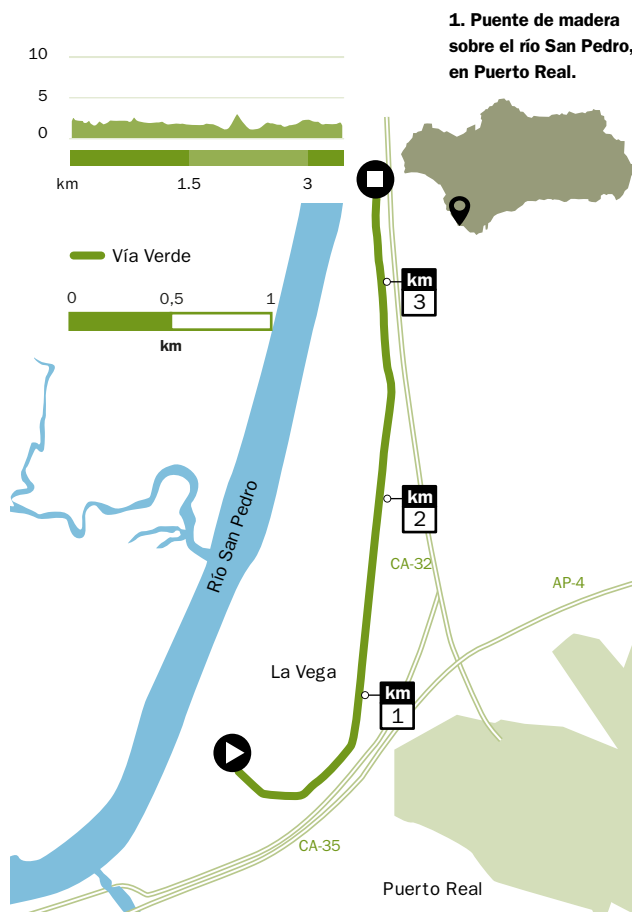 1. Puente de madera
sobre el río San Pedro,
en Puerto Real.
10
5
0
km
1.5
3
Vía Verde
0
0,5
1
km
km
3
km
2
Río San Pedro
CA-32
AP-4
La Vega
km
1
CA-35
Puerto Real